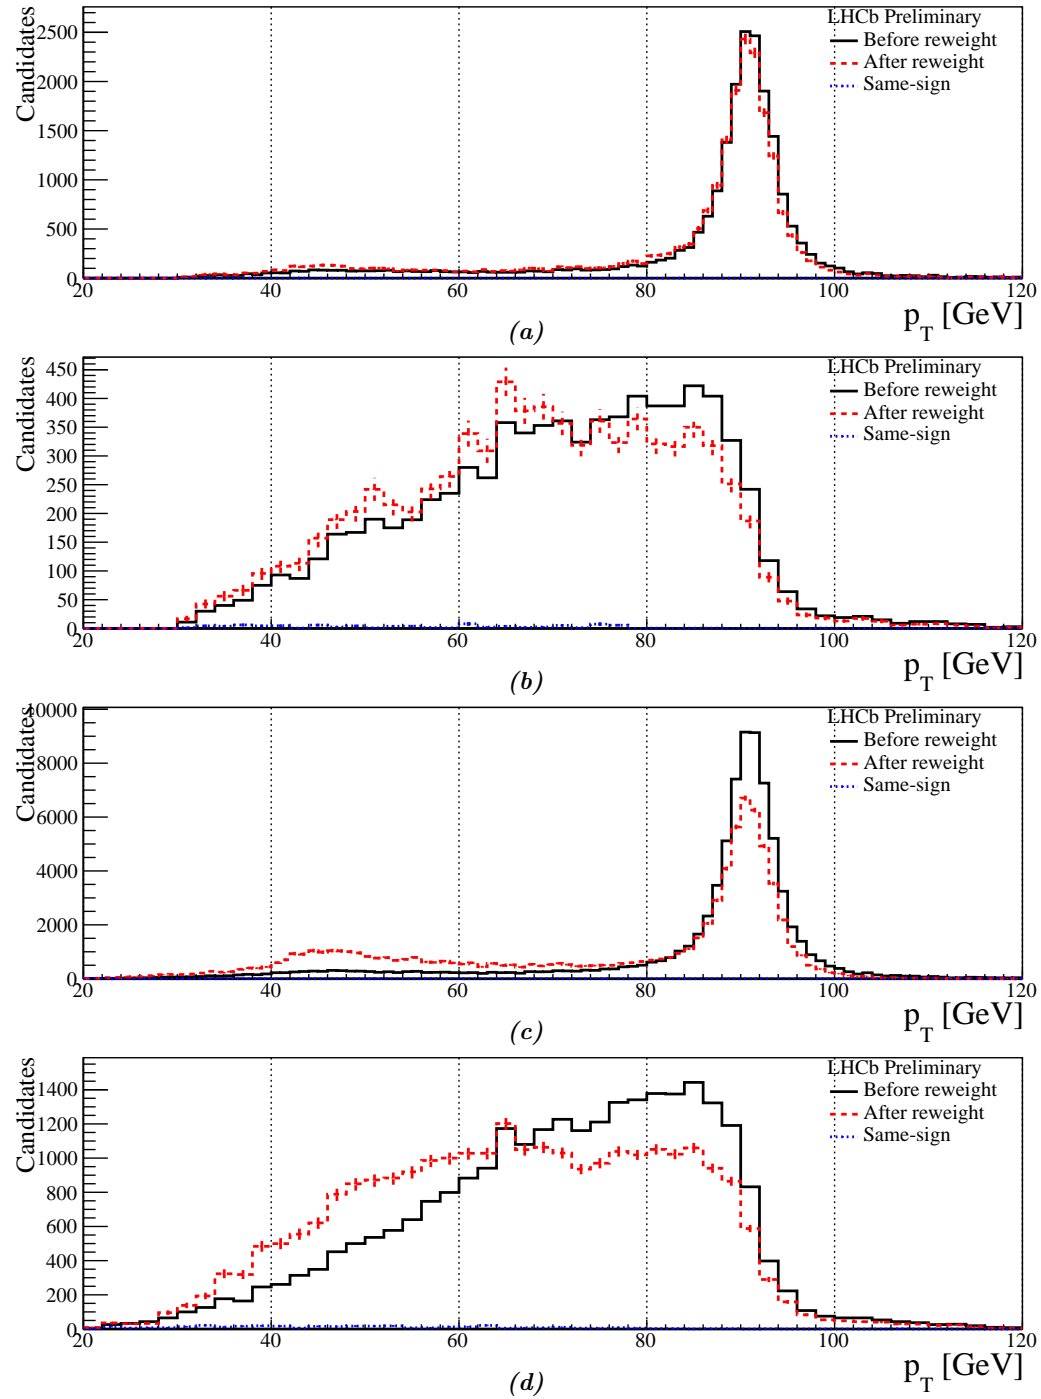 LHCb Preliminary
Before reweight
After reweight
Same-sign
Candidates
2500
2000
1500
1000
500
0
20 40 60 80 100 120
p_T [GeV]
(a)
LHCb Preliminary
Before reweight
After reweight
Same-sign
Candidates
450
400
350
300
250
200
150
100
50
0
20 40 60 80 100 120
p_T [GeV]
(b)
LHCb Preliminary
Before reweight
After reweight
Same-sign
Candidates
10000
8000
6000
4000
2000
0
20 40 60 80 100 120
p_T [GeV]
(c)
LHCb Preliminary
Before reweight
After reweight
Same-sign
Candidates
1400
1200
1000
800
600
400
200
0
20 40 60 80 100 120
p_T [GeV]
(d)